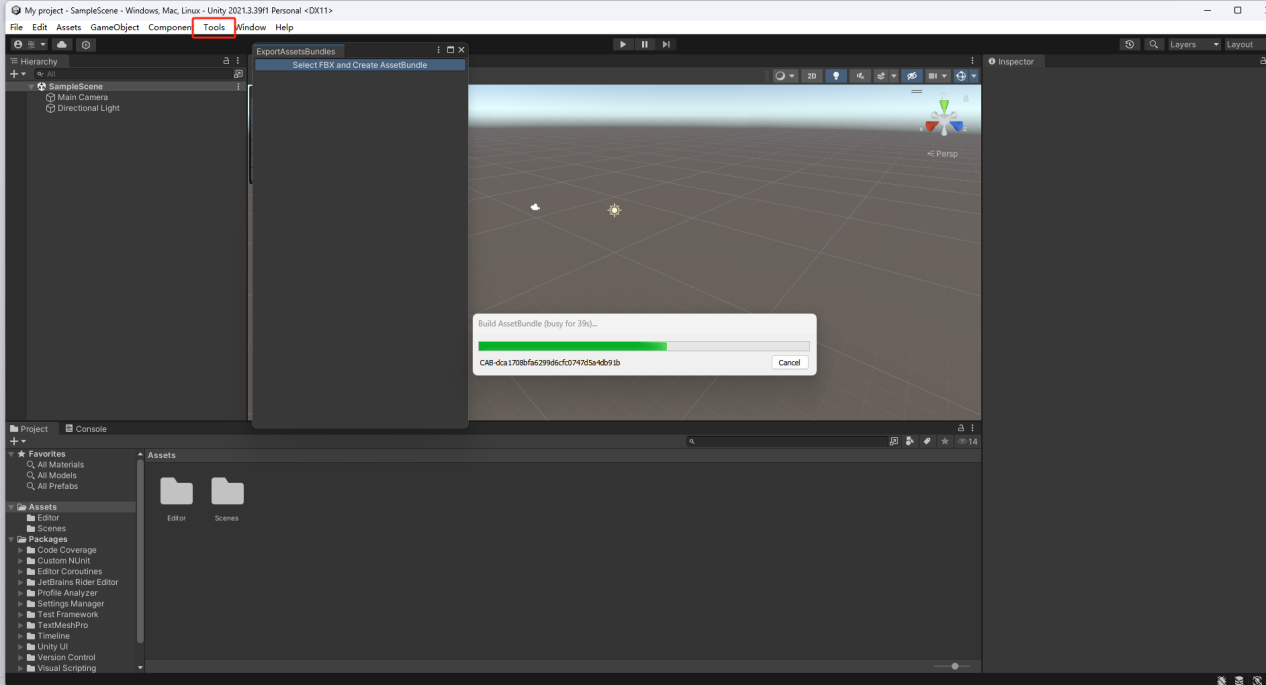 My project - SampleScene - Windows, Mac, Linux - Unity 2021.3.39f1 Personal <DX11>
File Edit Assets GameObject Component Tools Window Help
Layers Layout
Hierarchy
All
SampleScene
Main Camera
Directional Light
ExportAssetsBundles
Select FBX and Create AssetBundle
2D
Persp
Inspector
Build AssetBundle (busy for 39s)...
CAB-dca1708bfa6299d6cfc0747d5a4db91b
Cancel
Project Console
14
Favorites
All Materials
All Models
All Prefabs
Assets
Editor
Scenes
Packages
Code Coverage
Custom NUnit
Editor Coroutines
JetBrains Rider Editor
Profile Analyzer
Settings Manager
Test Framework
TextMeshPro
Timeline
Unity UI
Version Control
Visual Scripting
Assets
Editor Scenes